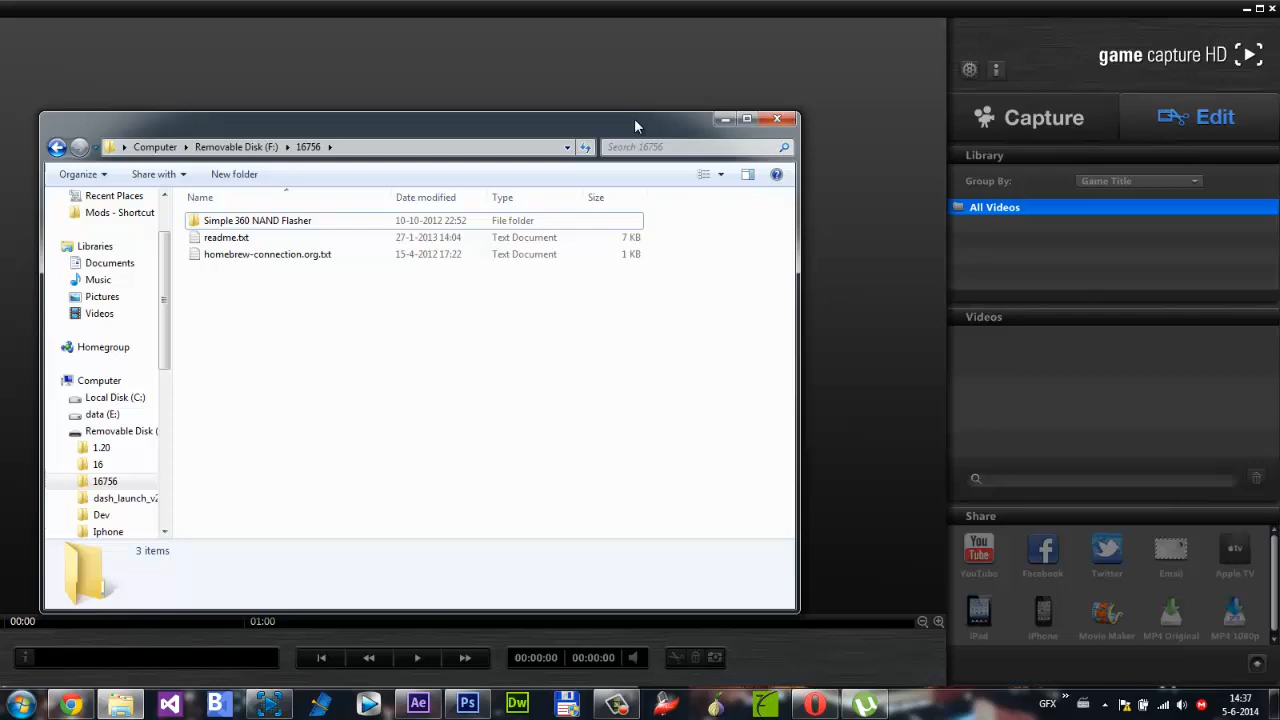 game capture HD
Capture
Edit
Library
Group By:
Game Title
All Videos
Videos
Share
YouTube
Facebook
Twitter
Email
Apple TV
iPad
iPhone
Movie Maker
MP4 Original
MP4 1080p
Computer
Removable Disk (F:)
16756
Search 16756
Organize
Share with
New folder
Name
Date modified
Type
Size
Simple 360 NAND Flasher
10-10-2012 22:52
File folder
readme.txt
27-1-2013 14:04
Text Document
7 KB
homebrew-connection.org.txt
15-4-2012 17:22
Text Document
1 KB
Recent Places
Mods - Shortcut
Libraries
Documents
Music
Pictures
Videos
Homegroup
Computer
Local Disk (C:)
data (E:)
Removable Disk (
1.20
16
16756
dash_launch_v2
Dev
Iphone
3 items
00:00
01:00
00:00:00
00:00:00
Ae
Ps
Dw
GFX
14:37
5-6-2014